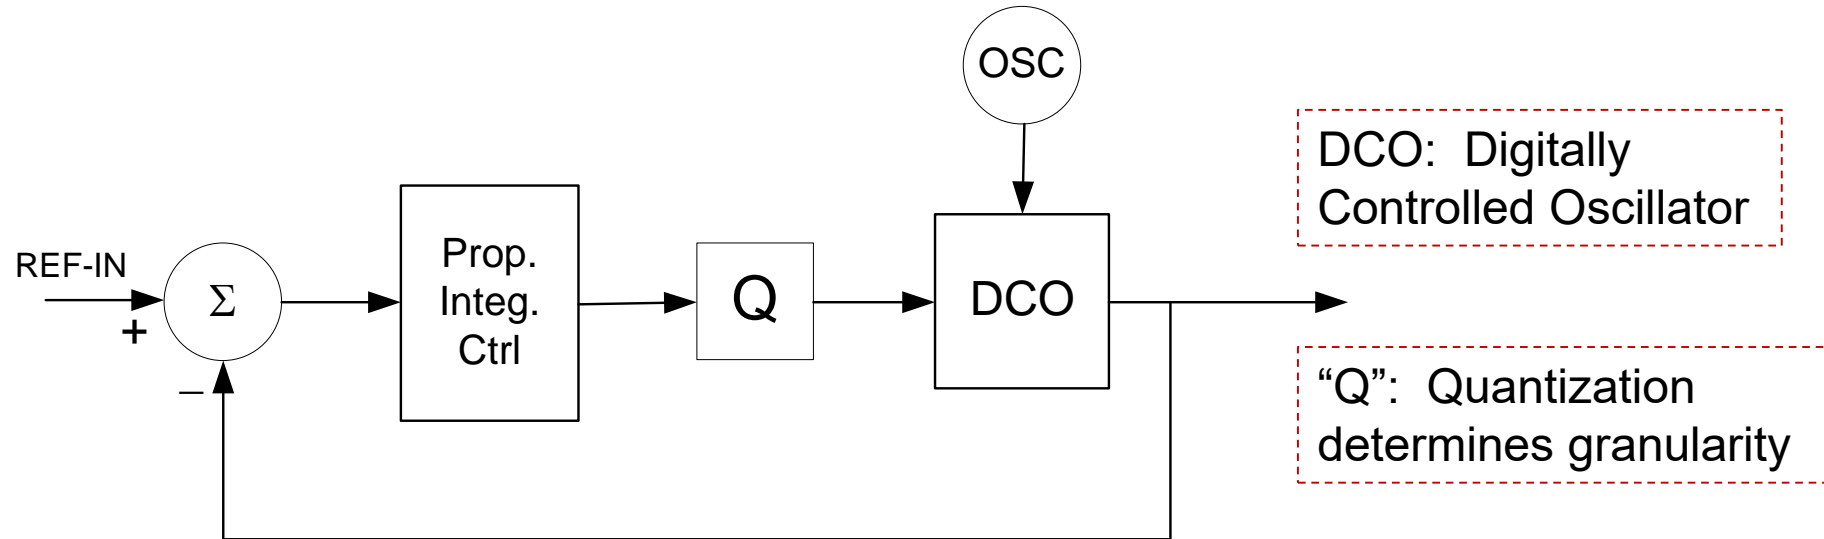 OSC
DCO: Digitally
Controlled Oscillator
REF-IN
+
Σ
−
Prop.
Integ.
Ctrl
Q
DCO
“Q”: Quantization
determines granularity